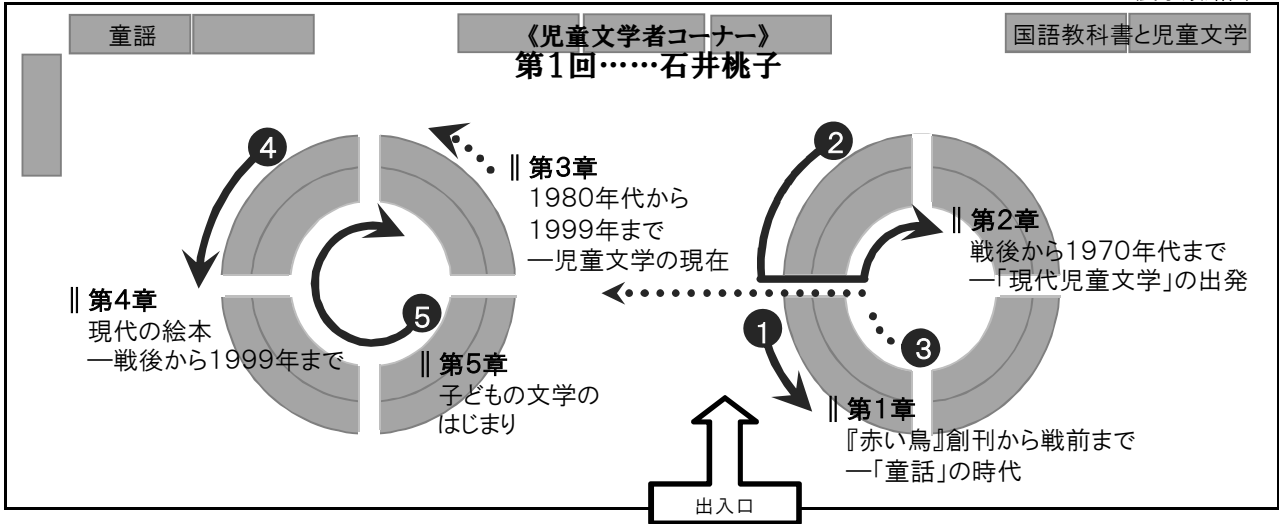 童謡
《児童文学者コーナー》
第1回……石井桃子
国語教科書と児童文学
4
2
‖第3章
1980年代から
1999年まで
―児童文学の現在
‖第2章
戦後から1970年代まで
―「現代児童文学」の出発
‖第4章
現代の絵本
―戦後から1999年まで
5
‖第5章
子どもの文学の
はじまり
1
3
‖第1章
『赤い鳥』創刊から戦前まで
―「童話」の時代
出入口